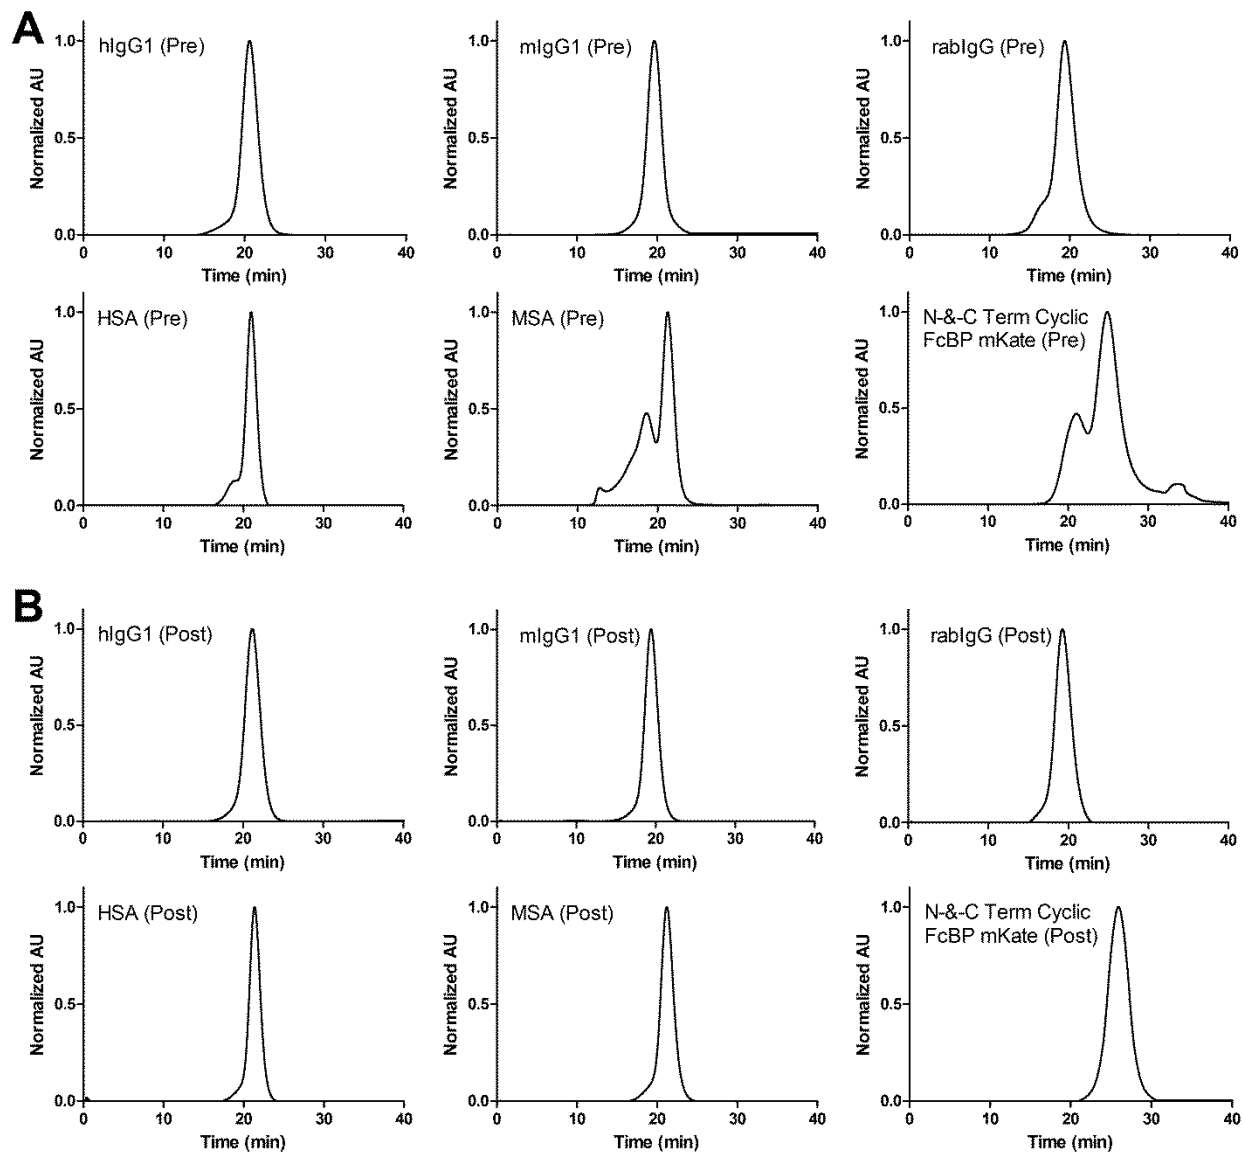 A
hIgG1 (Pre)
mIgG1 (Pre)
rabIgG (Pre)
Normalized AU
1.0
0.5
0.0
0 10 20 30 40
Time (min)
Normalized AU
1.0
0.5
0.0
0 10 20 30 40
Time (min)
Normalized AU
1.0
0.5
0.0
0 10 20 30 40
Time (min)
HSA (Pre)
MSA (Pre)
N-&-C Term Cyclic
FcBP mKate (Pre)
Normalized AU
1.0
0.5
0.0
0 10 20 30 40
Time (min)
Normalized AU
1.0
0.5
0.0
0 10 20 30 40
Time (min)
Normalized AU
1.0
0.5
0.0
0 10 20 30 40
Time (min)
B
hIgG1 (Post)
mIgG1 (Post)
rabIgG (Post)
Normalized AU
1.0
0.5
0.0
0 10 20 30 40
Time (min)
Normalized AU
1.0
0.5
0.0
0 10 20 30 40
Time (min)
Normalized AU
1.0
0.5
0.0
0 10 20 30 40
Time (min)
HSA (Post)
MSA (Post)
N-&-C Term Cyclic
FcBP mKate (Post)
Normalized AU
1.0
0.5
0.0
0 10 20 30 40
Time (min)
Normalized AU
1.0
0.5
0.0
0 10 20 30 40
Time (min)
Normalized AU
1.0
0.5
0.0
0 10 20 30 40
Time (min)